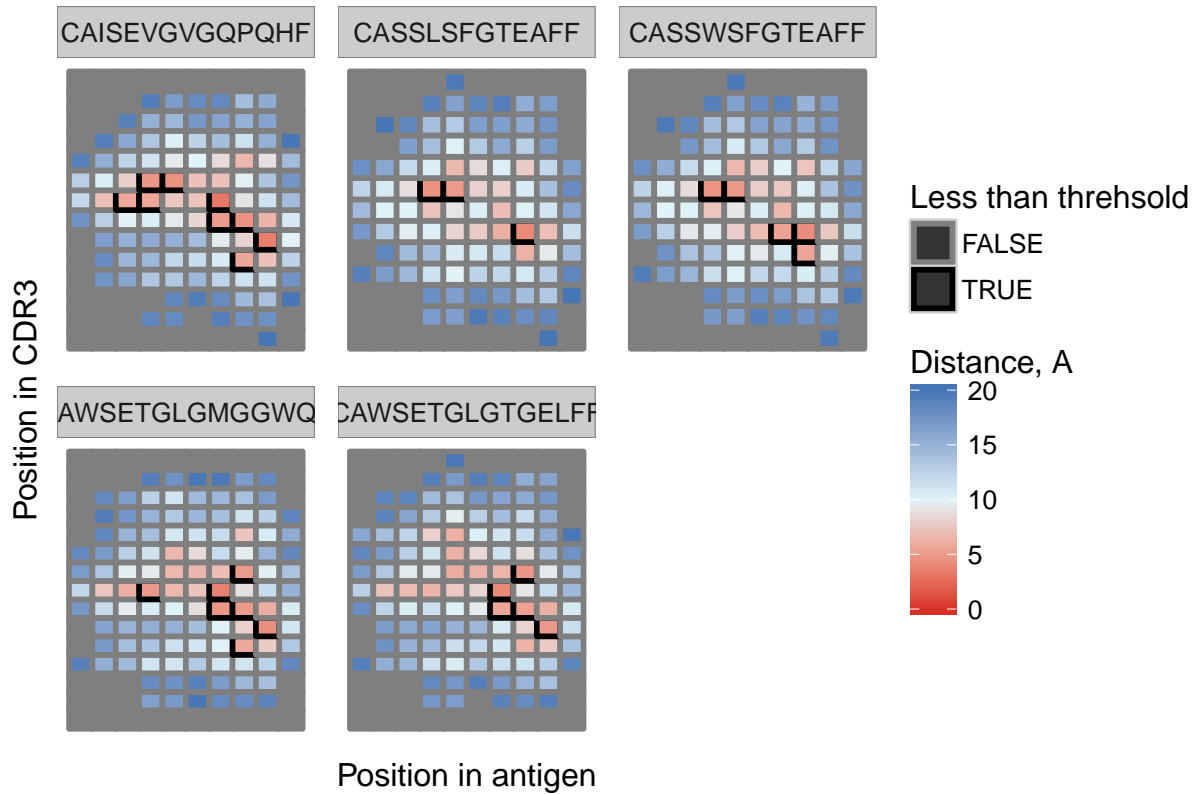 CAISEVGVGQPQHF
CASSLSFGTEAFF
CASSWSFGTEAFF
AWSETGLGMGGWQ
CAWSETGLGTGELFF
Position in CDR3
Position in antigen
Less than threhsold
FALSE
TRUE
Distance, A
20
15
10
5
0